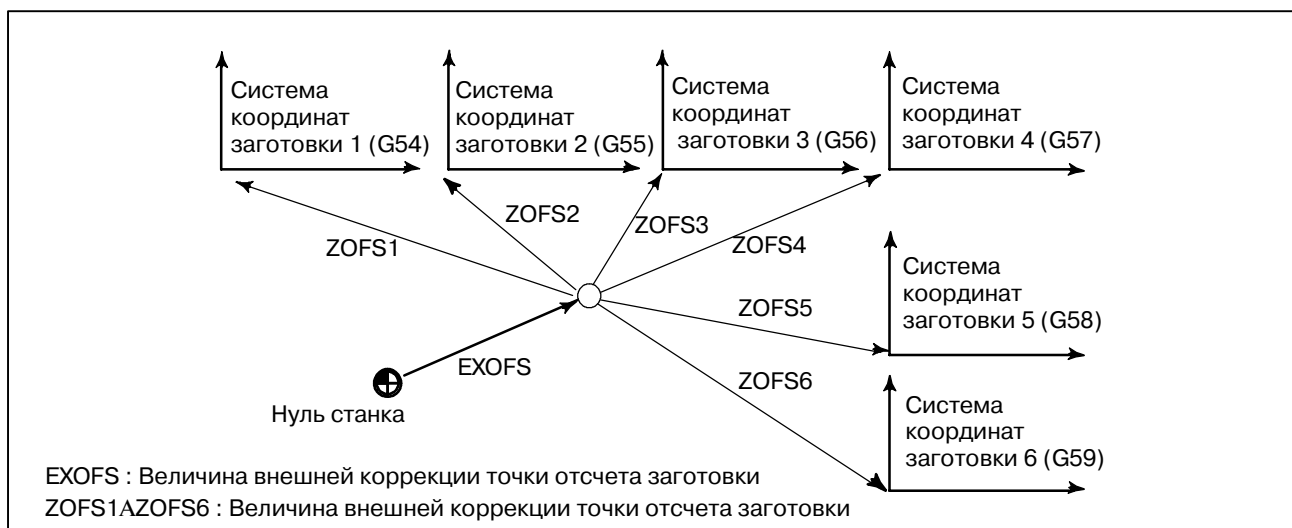 Система
координат
заготовки 1 (G54)
Система
координат
заготовки 2 (G55)
Система
координат
заготовки 3 (G56)
Система
координат
заготовки 4 (G57)
ZOFS1
ZOFS2
ZOFS3
ZOFS4
Система
координат
заготовки 5 (G58)
ZOFS5
EXOFS
ZOFS6
Нуль станка
Система
координат
заготовки 6 (G59)
EXOFS : Величина внешней коррекции точки отсчета заготовки
ZOFS1AZOFS6 : Величина внешней коррекции точки отсчета заготовки